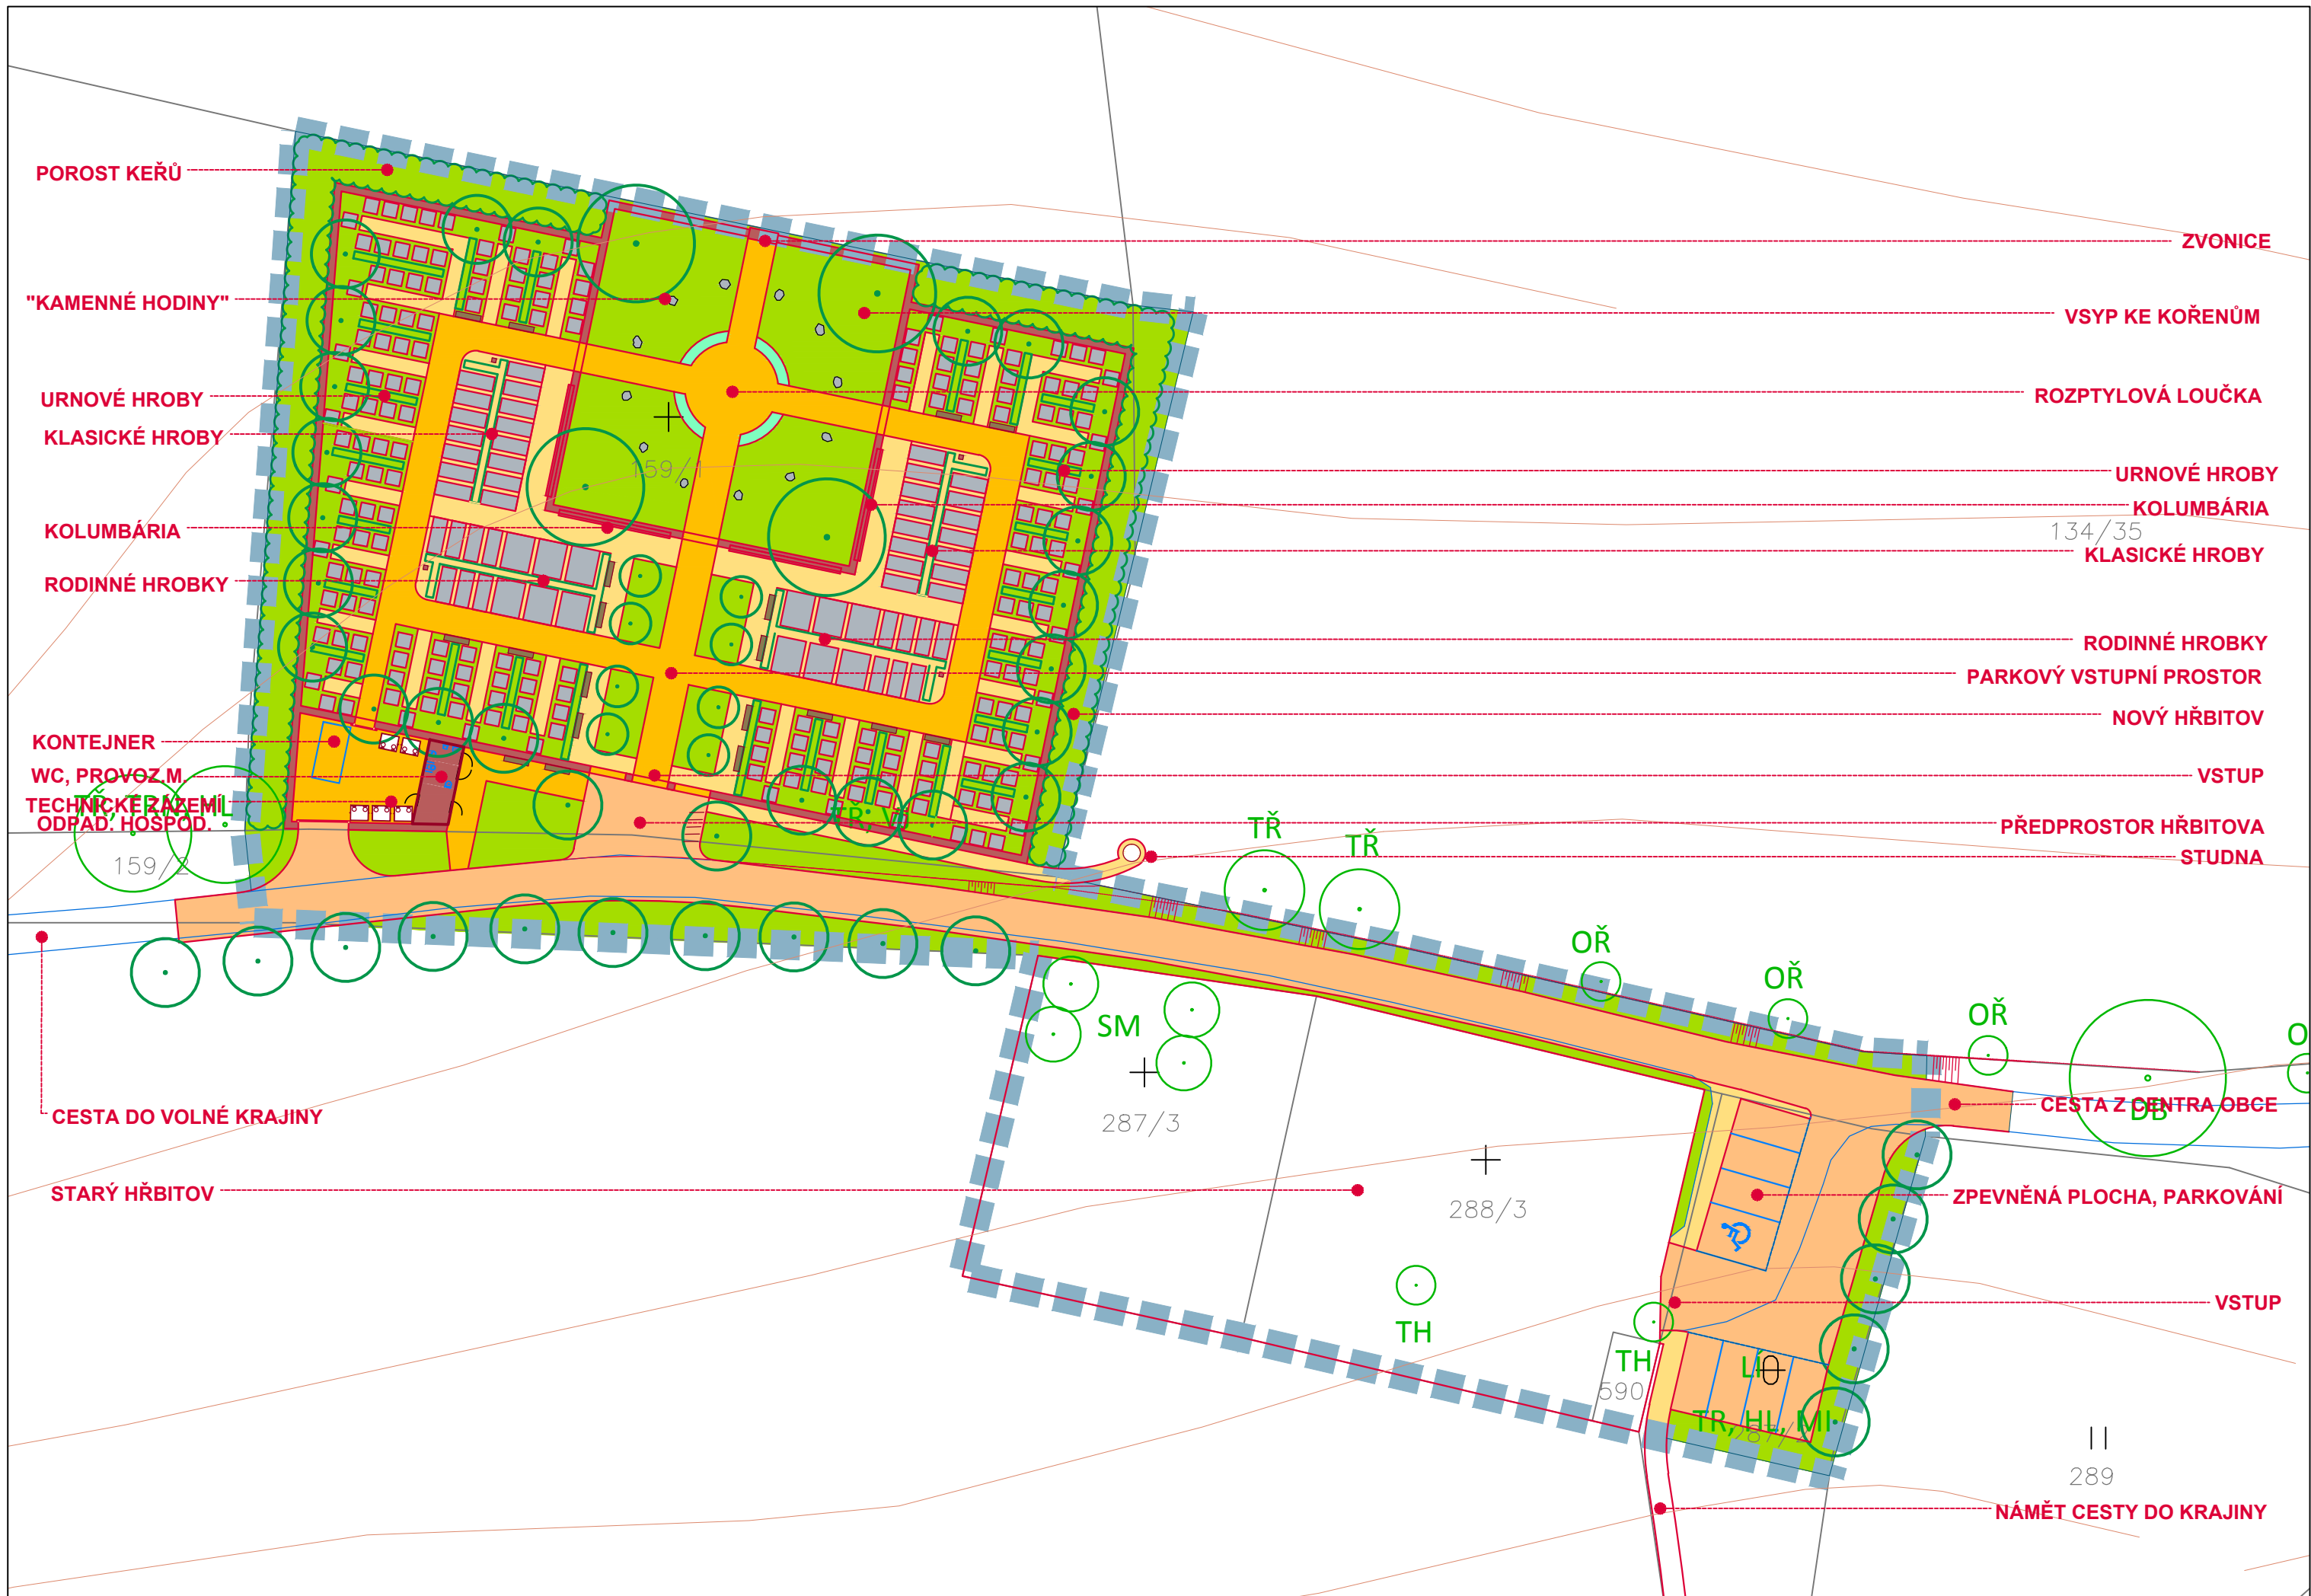 POROST KEŘŮ
ZVONICE
"KAMENNÉ HODINY"
VSYP KE KOŘENŮM
URNOVÉ HROBY
ROZPTYLOVÁ LOUČKA
KLASICKÉ HROBY
159/1
URNOVÉ HROBY
KOLUMBÁRIA
KOLUMBÁRIA
134/35
KLASICKÉ HROBY
RODINNÉ HROBKY
RODINNÉ HROBKY
PARKOVÝ VSTUPNÍ PROSTOR
NOVÝ HŘBITOV
KONTEJNER
WC, PROVOZ.M.
VSTUP
TECHNICKÉ ZÁZEMÍ
ODPAD. HOSPOD.
PŘEDPROSTOR HŘBITOVA
TŘ
TŘ
STUDNA
159/2
OŘ
OŘ
OŘ
SM
CESTA DO VOLNÉ KRAJINY
287/3
CESTA Z CENTRA OBCE
DB
STARÝ HŘBITOV
288/3
ZPEVNĚNÁ PLOCHA, PARKOVÁNÍ
VSTUP
TH
TH
LÍ
590
TR, HL, MI
289
NÁMĚT CESTY DO KRAJINY